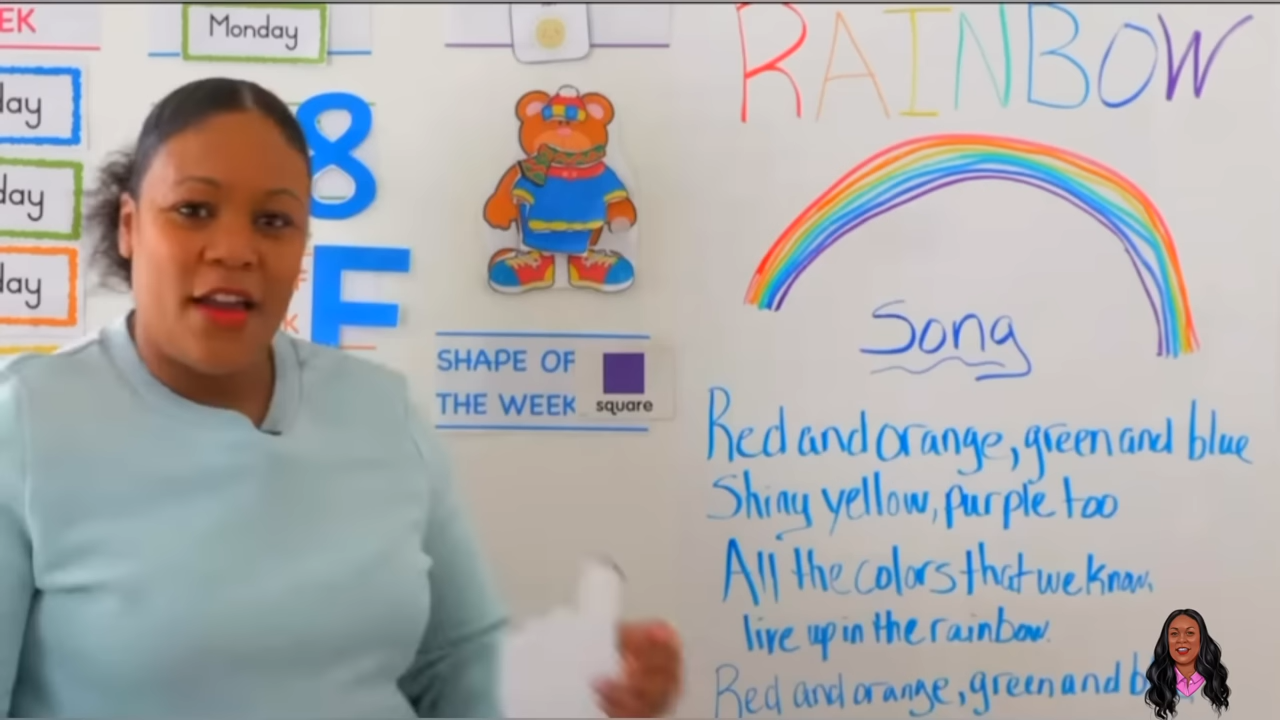 EK
Monday
day
day
day
8
F
SHAPE OF
THE WEEK
square
RAINBOW
Song
Red and orange, green and blue
Shiny yellow, purple too
All the colors that we know
live up in the rainbow.
Red and orange, green and b